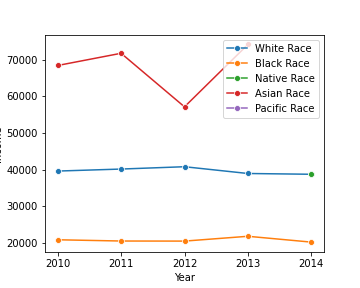 70000
60000
50000
40000
30000
20000
White Race
Black Race
Native Race
Asian Race
Pacific Race
2010 2011 2012 2013 2014
Year